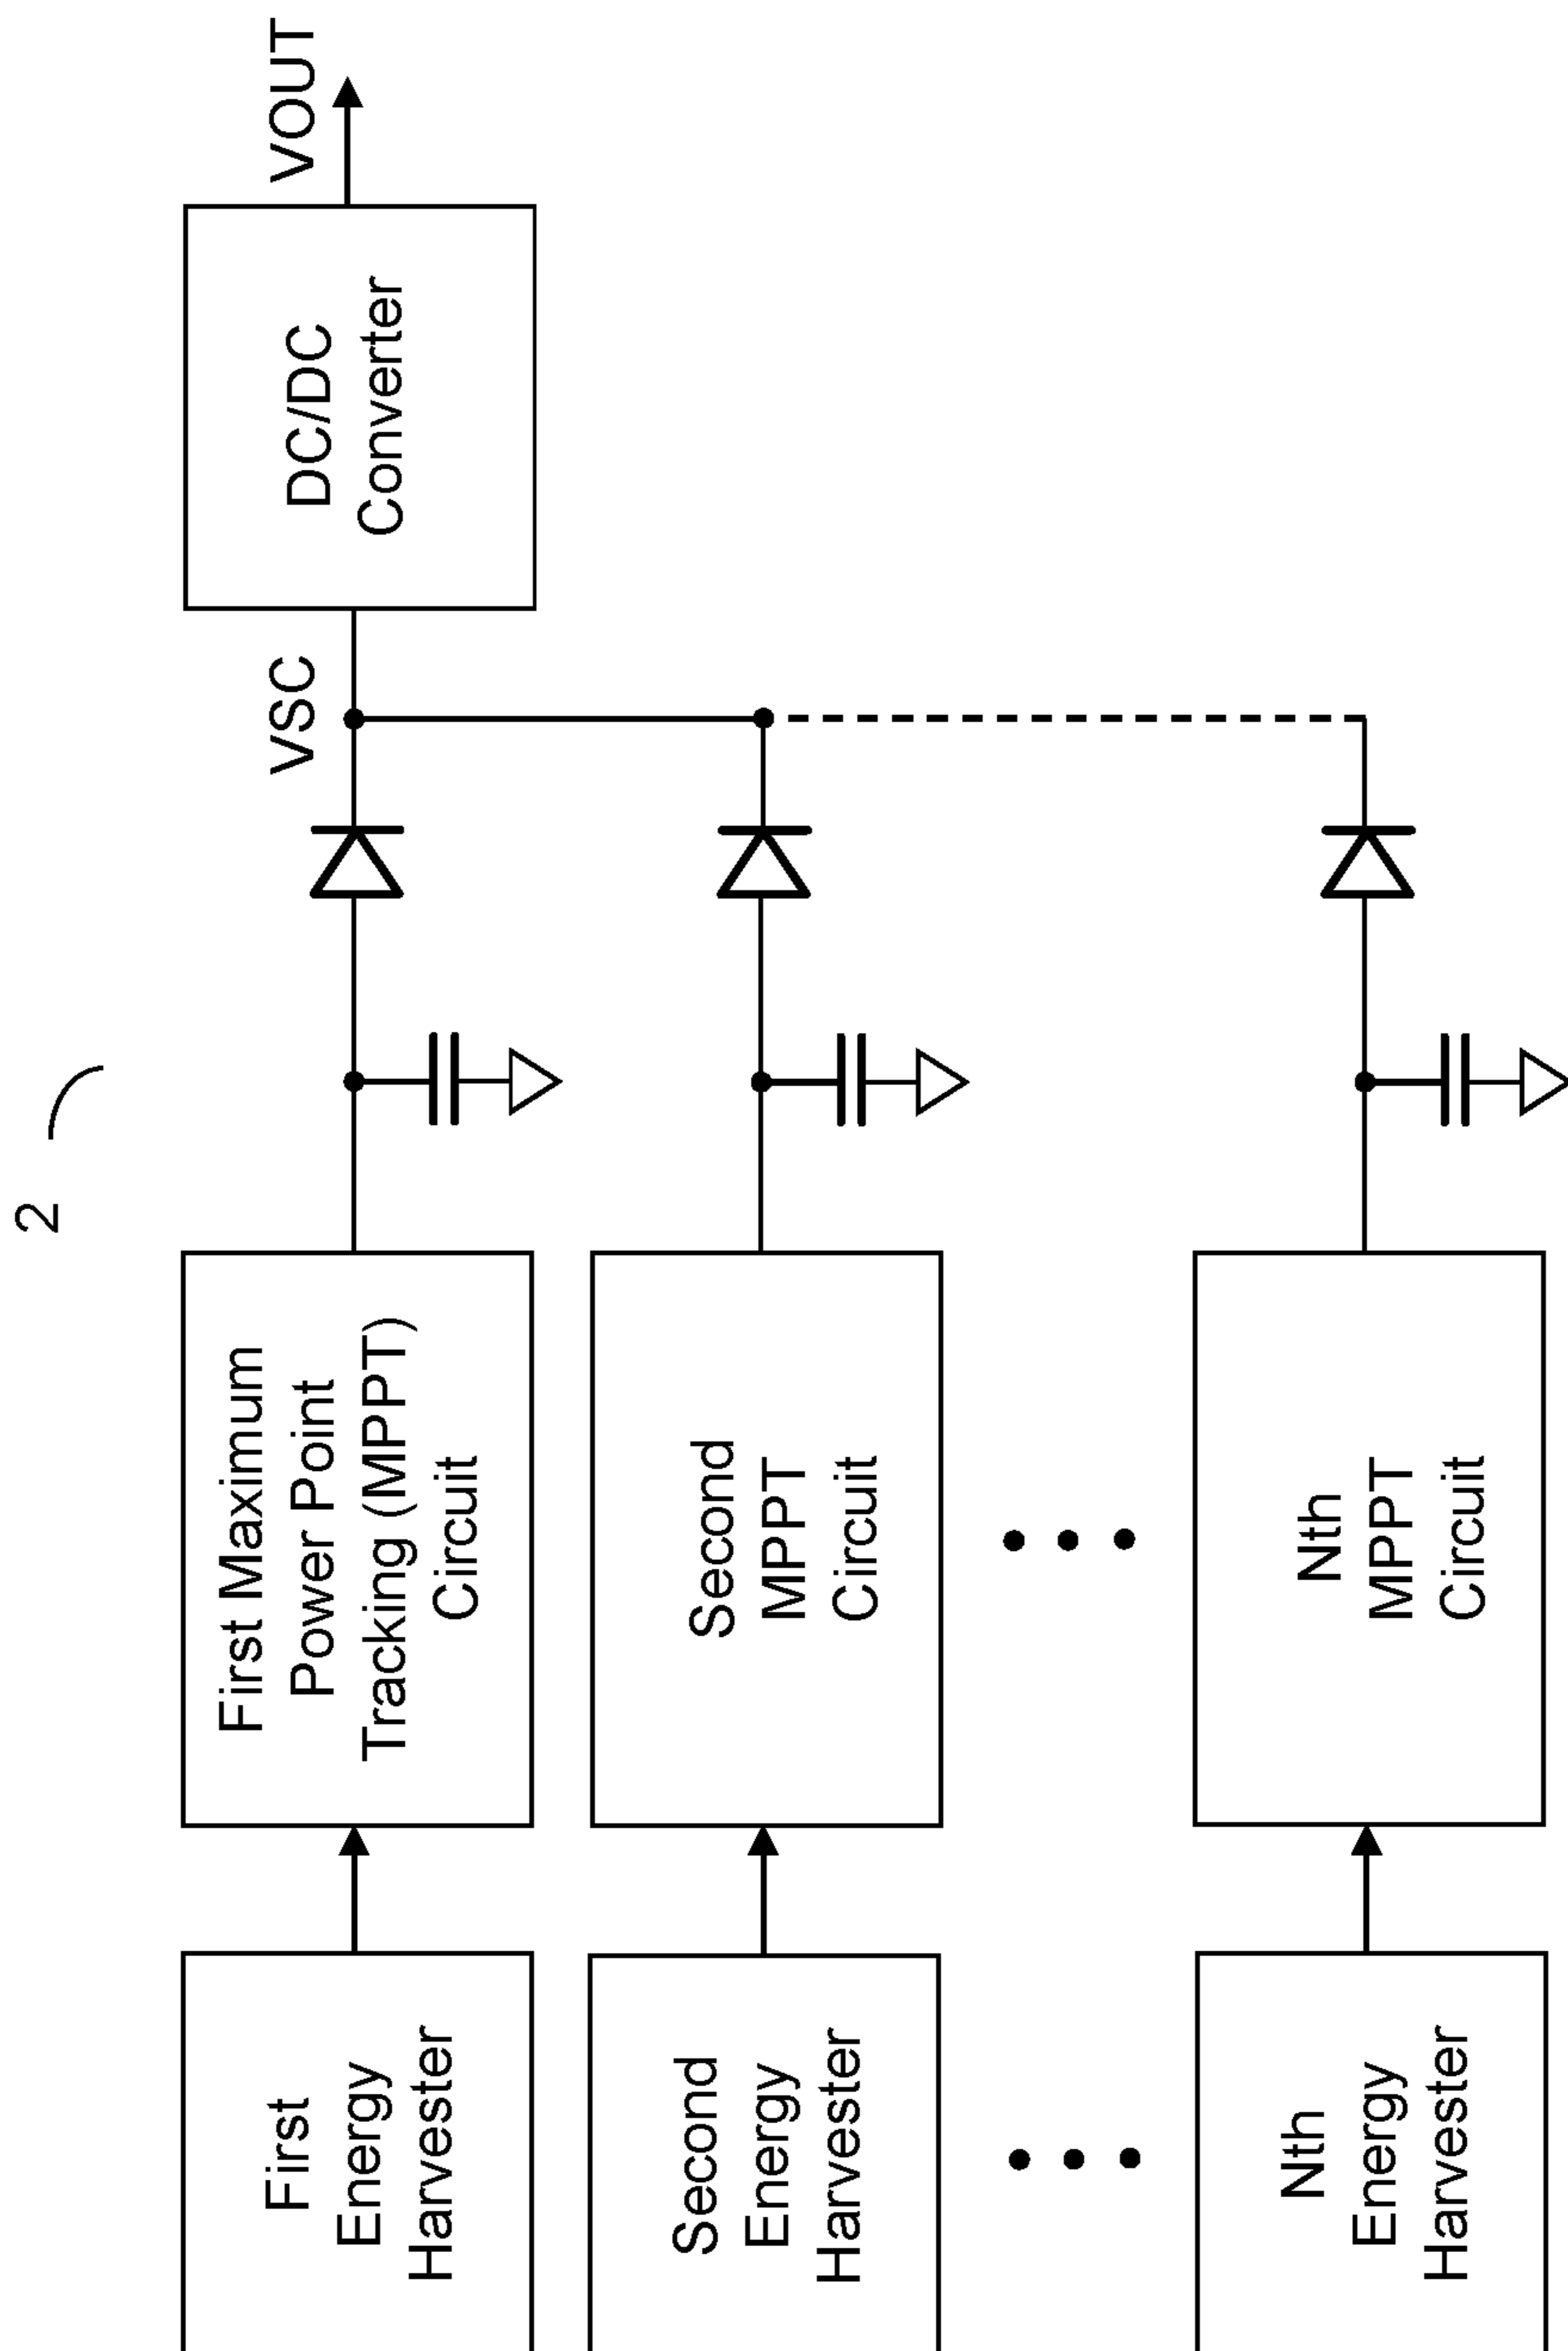 2
First
Energy
Harvester
First Maximum
Power Point
Tracking (MPPT)
Circuit
VSC
DC/DC
Converter
VOUT
Second
Energy
Harvester
Second
MPPT
Circuit
Nth
Energy
Harvester
Nth
MPPT
Circuit